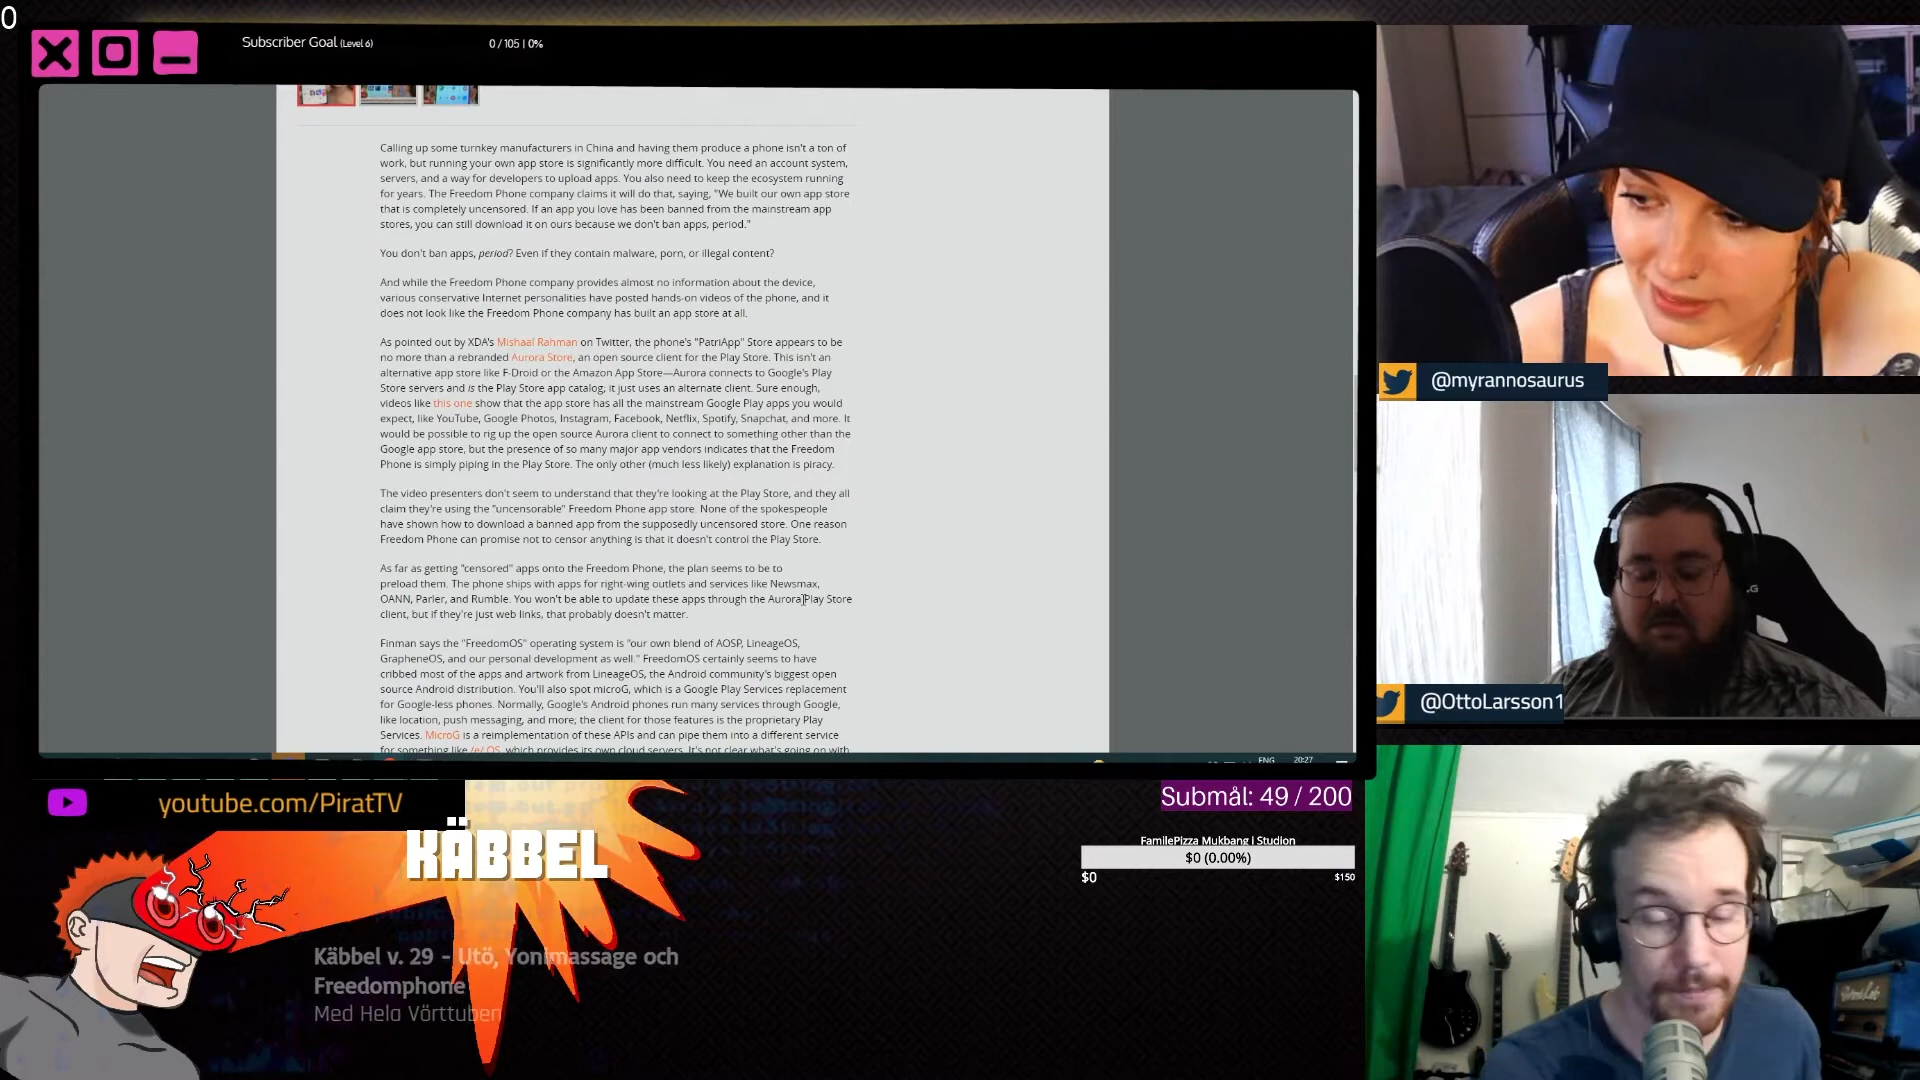 0
Subscriber Goal (Level 6)
0 / 105 | 0%
Calling up some turnkey manufacturers in China and having them produce a phone isn't a ton of
work, but running your own app store is significantly more difficult. You need an account system,
servers, and a way for developers to upload apps. You also need to keep the ecosystem running
for years. The Freedom Phone company claims it will do that, saying, "We built our own app store
that is completely uncensored. If an app you love has been banned from the mainstream app
stores, you can still download it on ours because we don't ban apps, period."
You don't ban apps, period? Even if they contain malware, porn, or illegal content?
And while the Freedom Phone company provides almost no information about the device,
various conservative Internet personalities have posted hands-on videos of the phone, and it
does not look like the Freedom Phone company has built an app store at all.
As pointed out by XDA's Mishaal Rahman on Twitter, the phone's "PatriApp" Store appears to be
no more than a rebranded Aurora Store, an open source client for the Play Store. This isn't an
alternative app store like F-Droid or the Amazon App Store—Aurora connects to Google's Play
Store servers and is the Play Store app catalog; it just uses an alternate client. Sure enough,
videos like this one show that the app store has all the mainstream Google Play apps you would
expect, like YouTube, Google Photos, Instagram, Facebook, Netflix, Spotify, Snapchat, and more. It
would be possible to rig up the open source Aurora client to connect to something other than the
Google app store, but the presence of so many major app vendors indicates that the Freedom
Phone is simply piping in the Play Store. The only other (much less likely) explanation is piracy.
The video presenters don't seem to understand that they're looking at the Play Store, and they all
claim they're using the "uncensorable" Freedom Phone app store. None of the spokespeople
have shown how to download a banned app from the supposedly uncensored store. One reason
Freedom Phone can promise not to censor anything is that it doesn't control the Play Store.
As far as getting "censored" apps onto the Freedom Phone, the plan seems to be to
preload them. The phone ships with apps for right-wing outlets and services like Newsmax,
OANN, Parler, and Rumble. You won't be able to update these apps through the Aurora Play Store
client, but if they're just web links, that probably doesn't matter.
Finman says the "FreedomOS" operating system is "our own blend of AOSP, LineageOS,
GrapheneOS, and our personal development as well." FreedomOS certainly seems to have
cribbed most of the apps and artwork from LineageOS, the Android community's biggest open
source Android distribution. You'll also spot microG, which is a Google Play Services replacement
for Google-less phones. Normally, Google's Android phones run many services through Google,
like location, push messaging, and more; the client for those features is the proprietary Play
Services. MicroG is a reimplementation of these APIs and can pipe them into a different service
for something like /e/ OS, which provides its own cloud servers. It's not clear what's going on with
ENG
20:27
@myrannosaurus
@OttoLarsson1
youtube.com/PiratTV
KÄBBEL
Käbbel v. 29 - Utö, Yonimassage och
Freedomphone
Med Hela Vörttuben
Submål: 49 / 200
FamiljePizza Mukbang i Studion
$0 (0.00%)
$0
$150